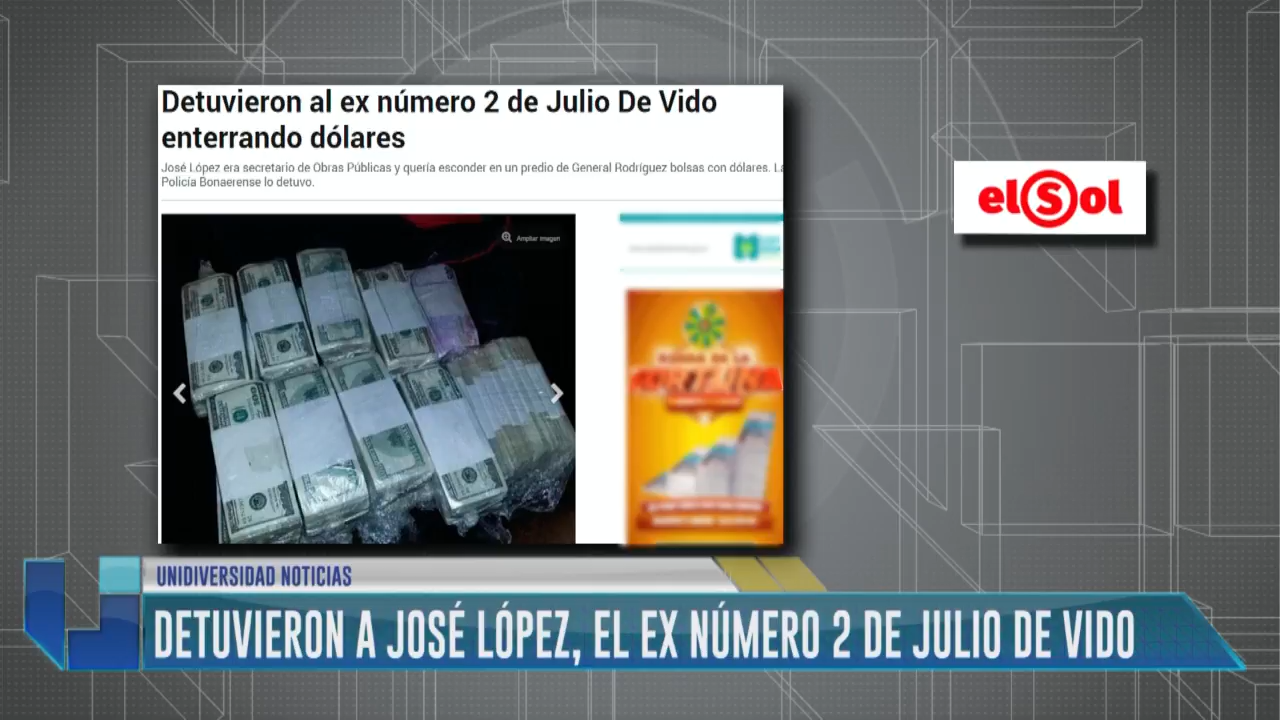 Detuvieron al ex número 2 de Julio De Vido
enterrando dólares
José López era secretario de Obras Públicas y quería esconder en un predio de General Rodríguez bolsas con dólares. La
Policía Bonaerense lo detuvo.
Ampliar imagen
elSol
UNIDIVERSIDAD NOTICIAS
DETUVIERON A JOSÉ LÓPEZ, EL EX NÚMERO 2 DE JULIO DE VIDO